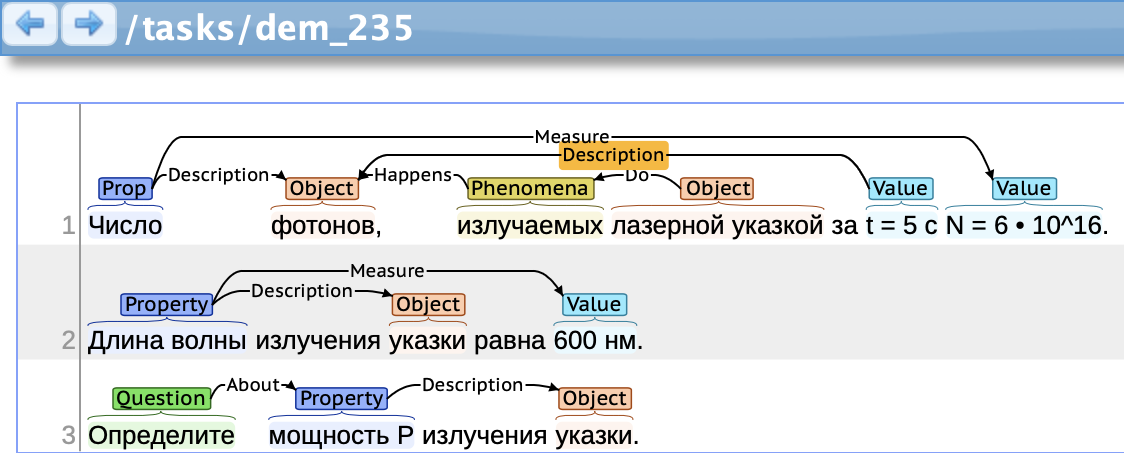 /tasks/dem_235
Measure
Description
Description Happens Do
Prop Object Phenomena Object Value Value
1 Число фотонов, излучаемых лазерной указкой за t = 5 с N = 6 • 10^16.
Measure
Description
Property Object Value
2 Длина волны излучения указки равна 600 нм.
About Description
Question Property Object
3 Определите мощность P излучения указки.